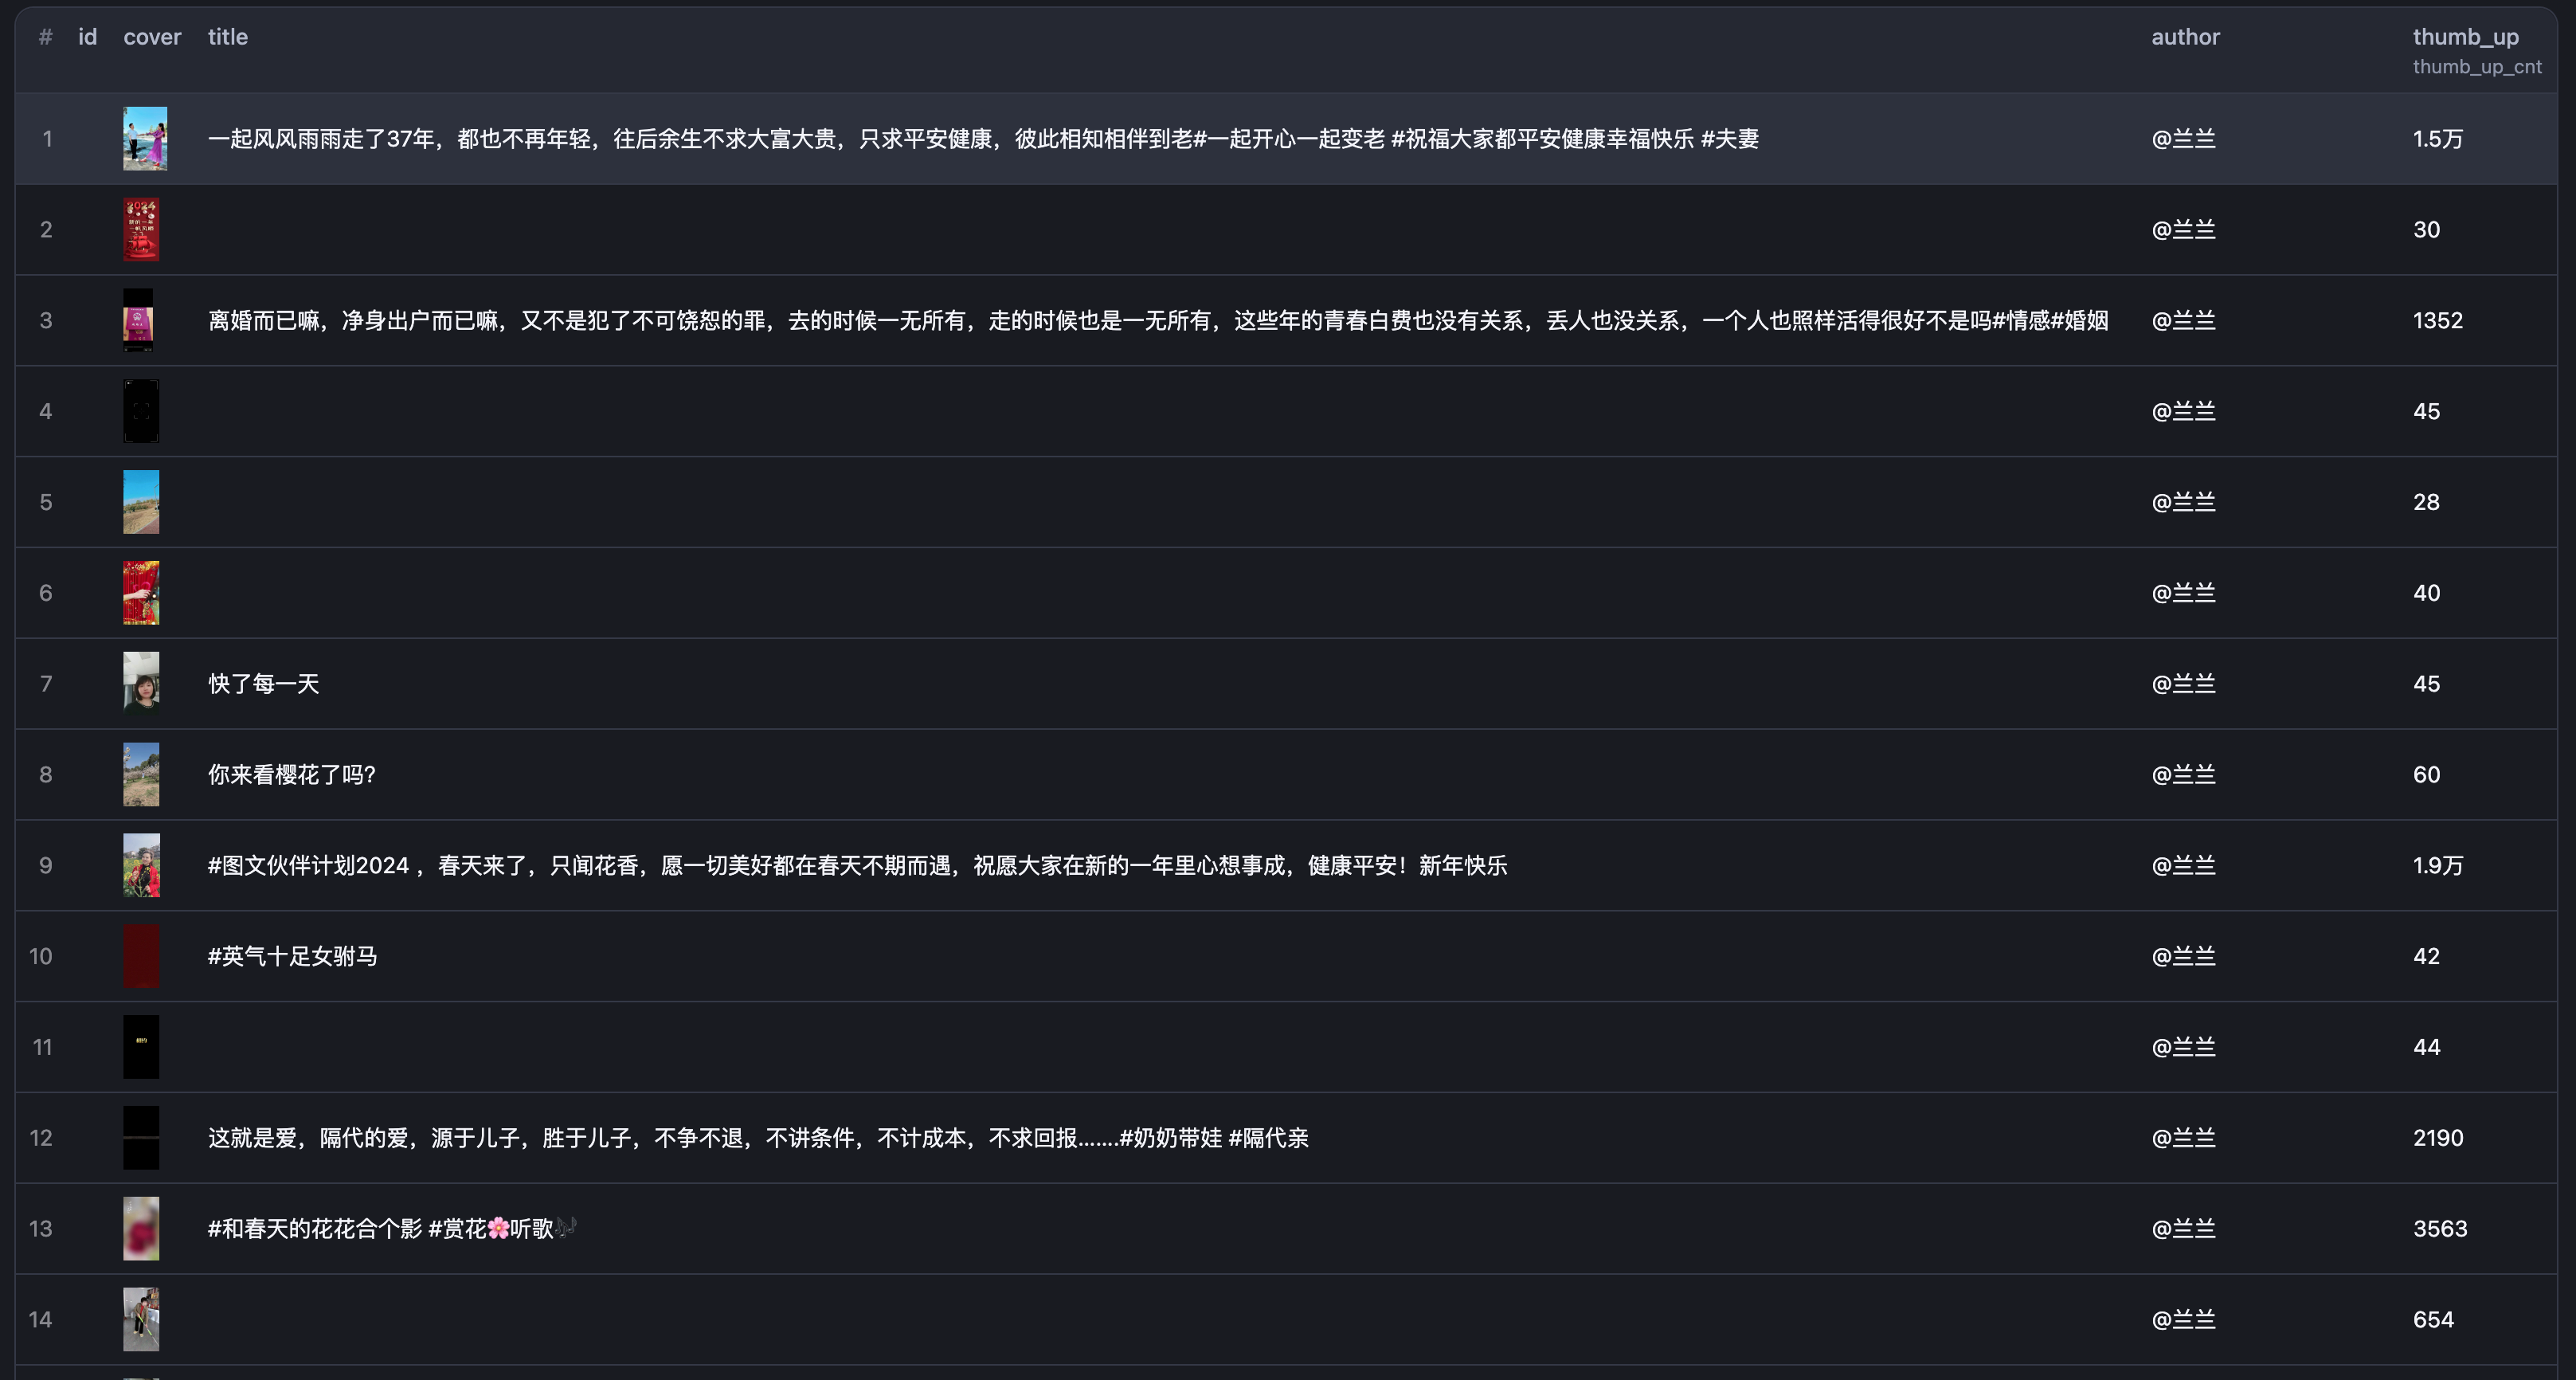 # id cover title author thumb_up
thumb_up_cnt
1 一起风风雨雨走了37年，都也不再年轻，往后余生不求大富大贵，只求平安健康，彼此相知相伴到老#一起开心一起变老 #祝福大家都平安健康幸福快乐 #夫妻 @兰兰 1.5万
2 2024 @兰兰 30
3 离婚而已嘛，净身出户而已嘛，又不是犯了不可饶恕的罪，去的时候一无所有，走的时候也是一无所有，这些年的青春白费也没有关系，丢人也没关系，一个人也照样活得很好不是吗#情感#婚姻 @兰兰 1352
4 @兰兰 45
5 @兰兰 28
6 @兰兰 40
7 快了每一天 @兰兰 45
8 你来看樱花了吗? @兰兰 60
9 #图文伙伴计划2024 ，春天来了，只闻花香，愿一切美好都在春天不期而遇，祝愿大家在新的一年里心想事成，健康平安！新年快乐 @兰兰 1.9万
10 #英气十足女驸马 @兰兰 42
11 @兰兰 44
12 这就是爱，隔代的爱，源于儿子，胜于儿子，不争不退，不讲条件，不计成本，不求回报.......#奶奶带娃 #隔代亲 @兰兰 2190
13 #和春天的花花合个影 #赏花🌸听歌🎶 @兰兰 3563
14 @兰兰 654